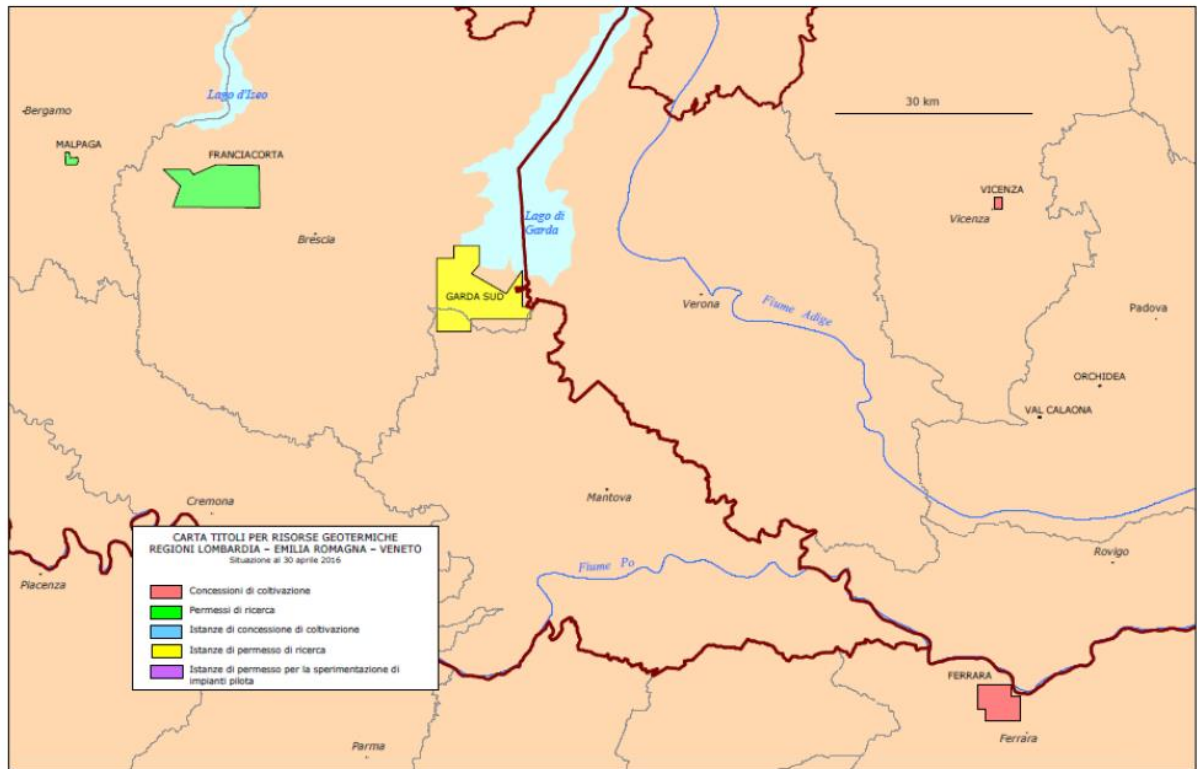 Lago d'Iseo
Bergamo
30 km
MALPAGA
FRANCIACORTA
VICENZA
Vicenza
Lago di
Garda
Brescia
GARDA SUD
Verona
Fiume Adige
Padova
ORCHIDEA
VAL CALAONA
Mantova
Cremona
CARTA TITOLI PER RISORSE GEOTERMICHE
REGIONI LOMBARDIA – EMILIA ROMAGNA – VENETO
Situazione al 30 aprile 2016
Rovigo
Fiume Po
Piacenza
Concessioni di coltivazione
Permessi di ricerca
Istanze di concessione di coltivazione
Istanze di permesso di ricerca
Istanze di permesso per la sperimentazione di
impianti pilota
FERRARA
Ferrara
Parma